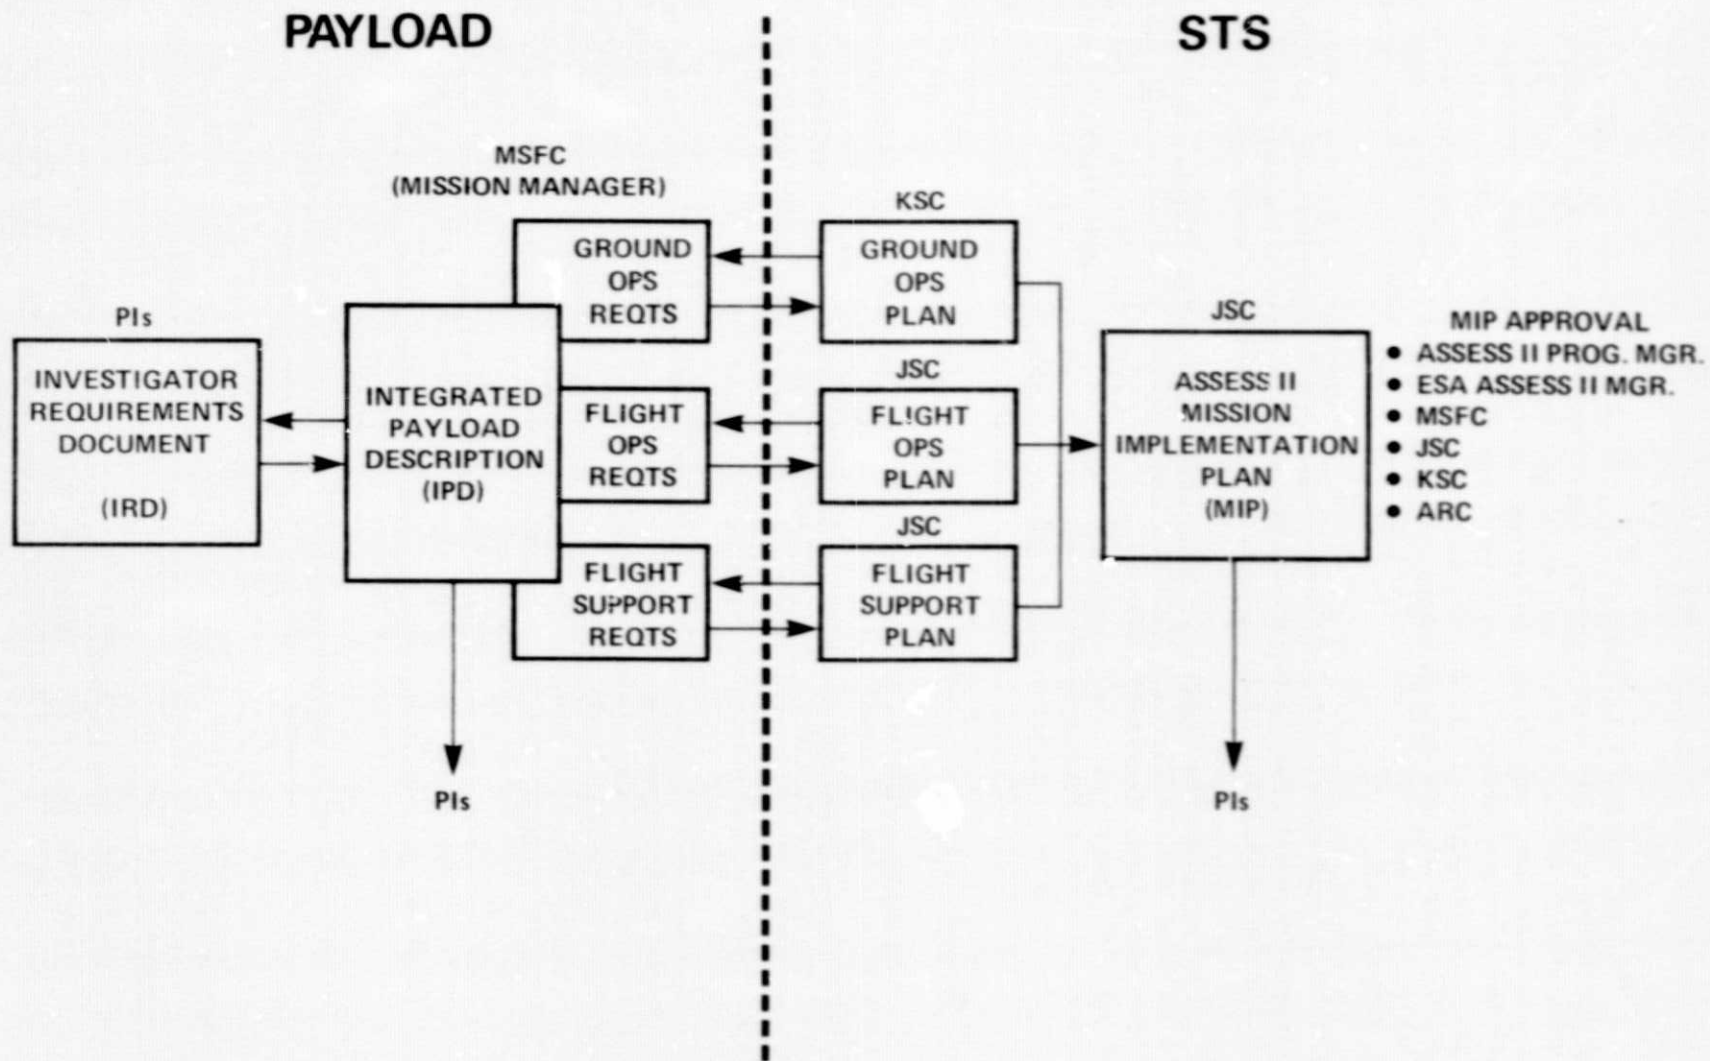 PAYLOAD
STS
MSFC
(MISSION MANAGER)
PIs
INVESTIGATOR
REQUIREMENTS
DOCUMENT
(IRD)
INTEGRATED
PAYLOAD
DESCRIPTION
(IPD)
GROUND
OPS
REQTS
FLIGHT
OPS
REQTS
FLIGHT
SUPPORT
REQTS
PIs
KSC
GROUND
OPS
PLAN
JSC
FLIGHT
OPS
PLAN
JSC
FLIGHT
SUPPORT
PLAN
JSC
ASSESS II
MISSION
IMPLEMENTATION
PLAN
(MIP)
PIs
MIP APPROVAL
● ASSESS II PROG. MGR.
● ESA ASSESS II MGR.
● MSFC
● JSC
● KSC
● ARC